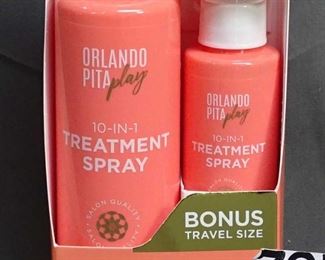 ORLANDO
PITA play
10-IN-1
TREATMENT
SPRAY
SALON QUALITY
ORLANDO
PITA play
10-IN-1
TREATMENT
SPRAY
BONUS
TRAVEL SIZE